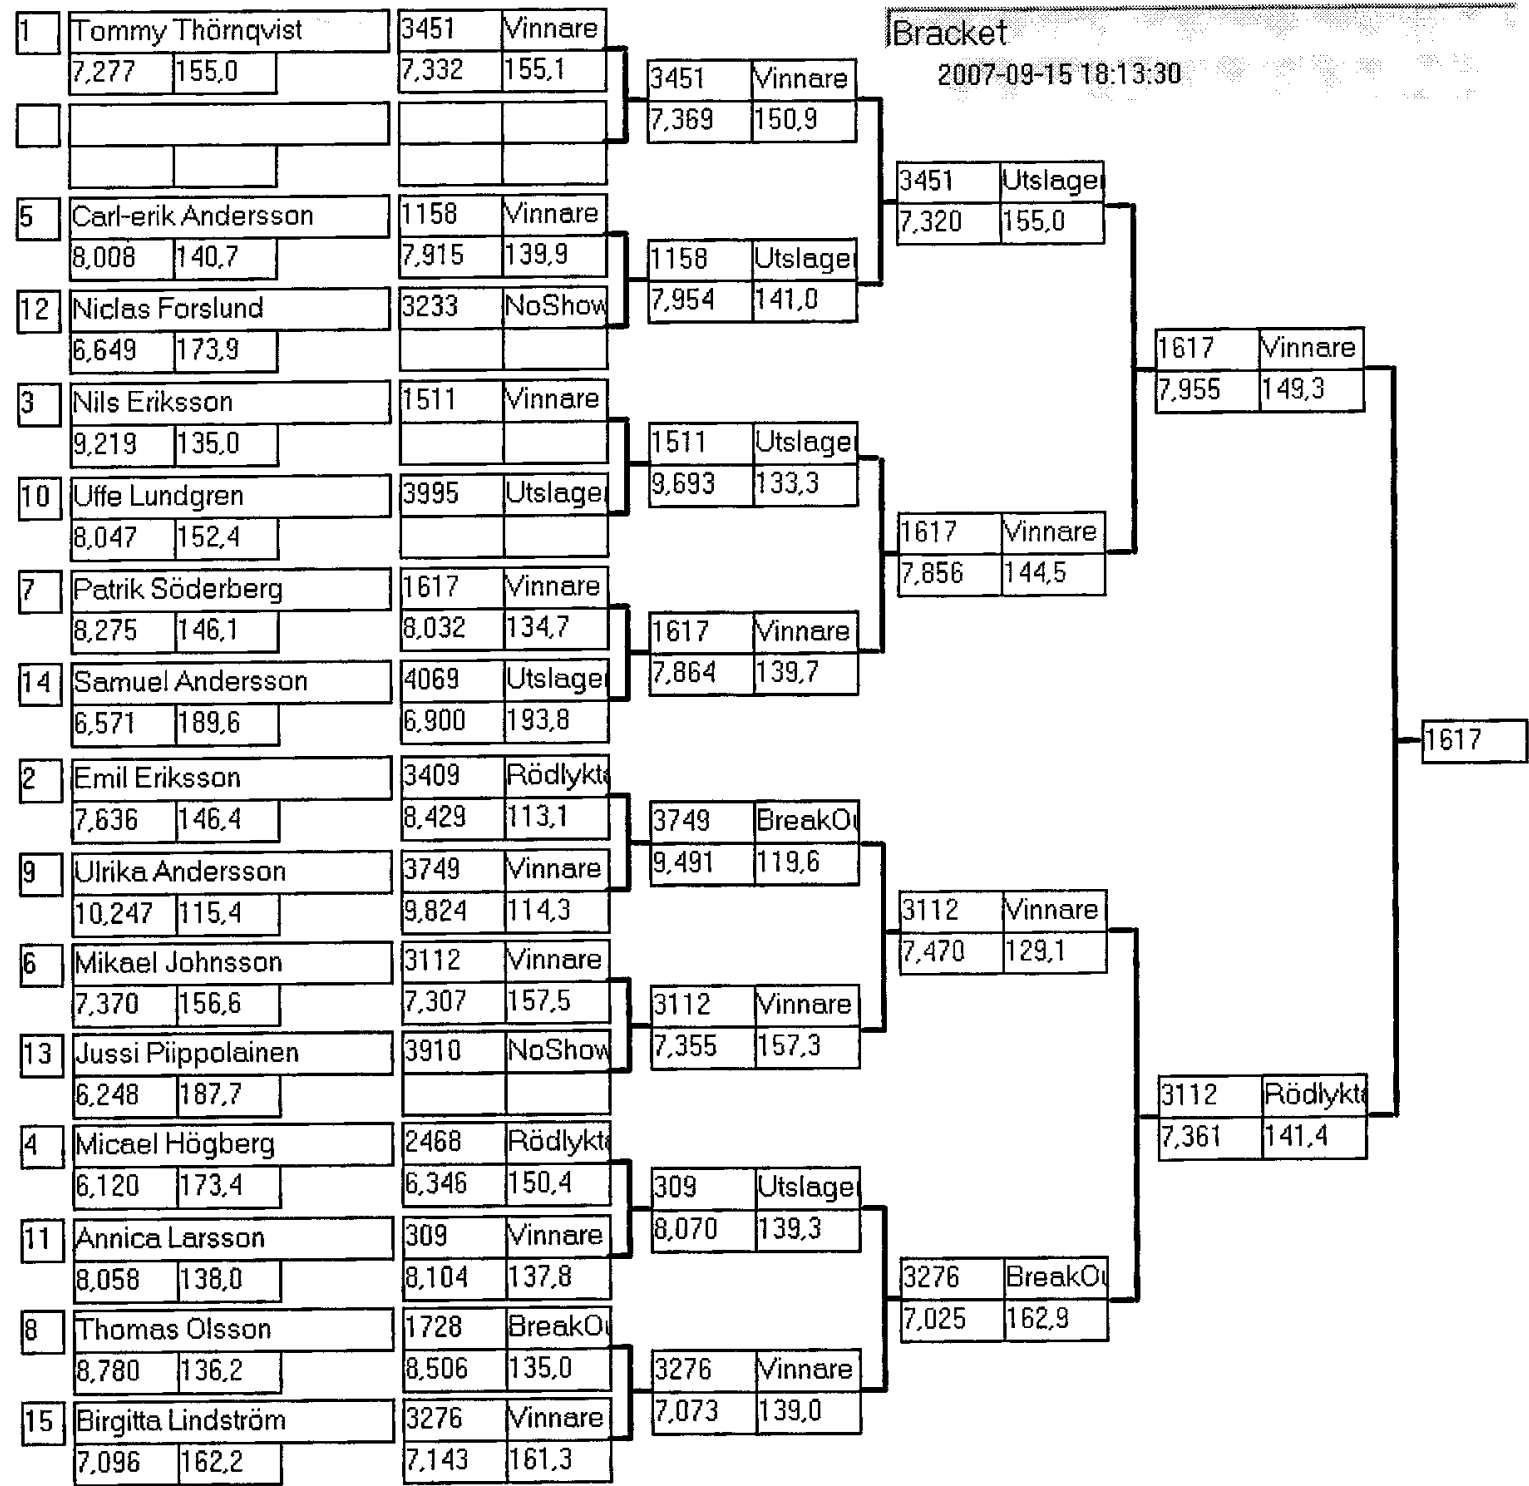 Bracket
2007-09-15 18:13:30
1 Tommy Thörnqvist 3451 Vinnare
7,277 155,0 7,332 155,1
3451 Vinnare
7,369 150,9
5 Carl-erik Andersson 1158 Vinnare
8,008 140,7 7,915 139,9
3451 Utslagen
7,320 155,0
1158 Utslagen
7,954 141,0
12 Niclas Forslund 3233 NoShow
6,649 173,9
1617 Vinnare
7,955 149,3
3 Nils Eriksson 1511 Vinnare
9,219 135,0
1511 Utslagen
9,693 133,3
10 Uffe Lundgren 3995 Utslagen
8,047 152,4
1617 Vinnare
7,856 144,5
7 Patrik Söderberg 1617 Vinnare
8,275 146,1 8,032 134,7
1617 Vinnare
7,864 139,7
14 Samuel Andersson 4069 Utslagen
6,571 189,6 6,900 193,8
1617
2 Emil Eriksson 3409 Rödlykt
7,636 146,4 8,429 113,1
3749 BreakOu
9,491 119,6
9 Ulrika Andersson 3749 Vinnare
10,247 115,4 9,824 114,3
3112 Vinnare
7,470 129,1
6 Mikael Johnsson 3112 Vinnare
7,370 156,6 7,307 157,5
3112 Vinnare
7,355 157,3
13 Jussi Piippolainen 3910 NoShow
6,248 187,7
3112 Rödlykt
7,361 141,4
4 Micael Högberg 2468 Rödlykt
6,120 173,4 6,346 150,4
309 Utslagen
8,070 139,3
11 Annica Larsson 309 Vinnare
8,058 138,0 8,104 137,8
3276 BreakOu
7,025 162,9
8 Thomas Olsson 1728 BreakOu
8,780 136,2 8,506 135,0
3276 Vinnare
7,073 139,0
15 Birgitta Lindström 3276 Vinnare
7,096 162,2 7,143 161,3